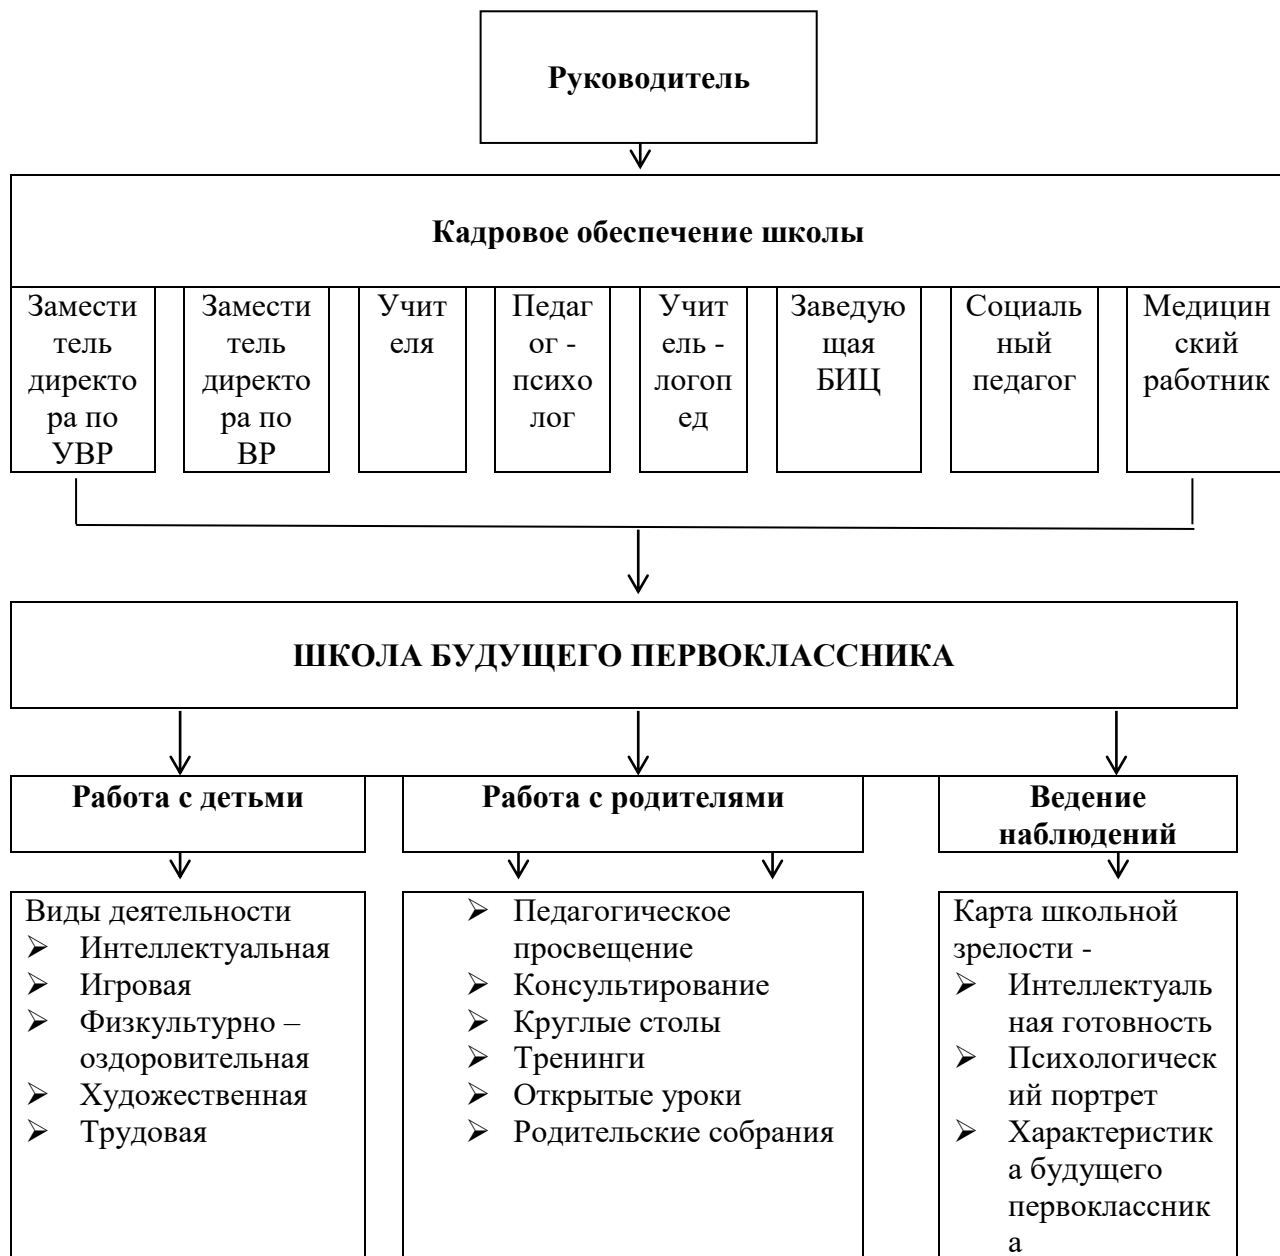 Руководитель
Кадровое обеспечение школы
Замести
тель
директо
ра по
УВР
Замести
тель
директо
ра по
ВР
Учит
еля
Педаг
ог -
психо
лог
Учит
ель -
логоп
ед
Заведую
щая
БИЦ
Социаль
ный
педагог
Медицин
ский
работник
ШКОЛА БУДУЩЕГО ПЕРВОКЛАССНИКА
Работа с детьми
Работа с родителями
Ведение
наблюдений
Виды деятельности
➢ Интеллектуальная
➢ Игровая
➢ Физкультурно –
оздоровительная
➢ Художественная
➢ Трудовая
➢ Педагогическое
просвещение
➢ Консультирование
➢ Круглые столы
➢ Тренинги
➢ Открытые уроки
➢ Родительские собрания
Карта школьной
зрелости -
➢ Интеллектуаль
ная готовность
➢ Психологическ
ий портрет
➢ Характеристик
а будущего
первоклассник
а